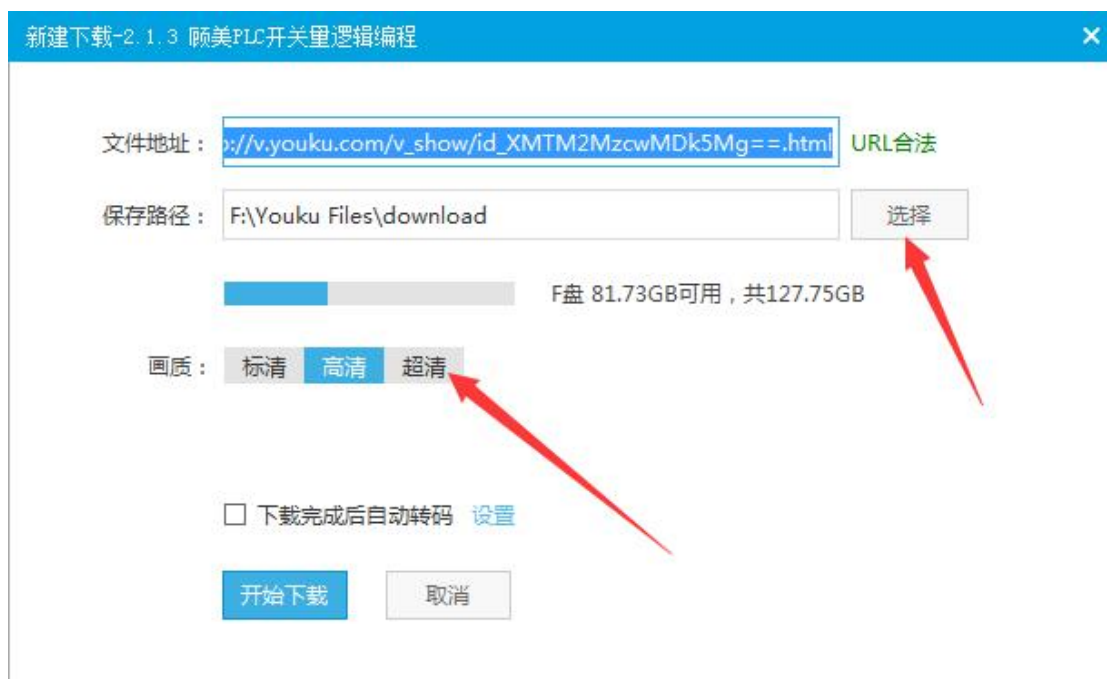 新建下载-2.1.3 顾美PLC开关量逻辑编程
文件地址： ://v.youku.com/v_show/id_XMTM2MzcwMDk5Mg==.html URL合法
保存路径： F:\Youku Files\download 选择
F盘 81.73GB可用，共127.75GB
画质： 标清 高清 超清
下载完成后自动转码 设置
开始下载 取消